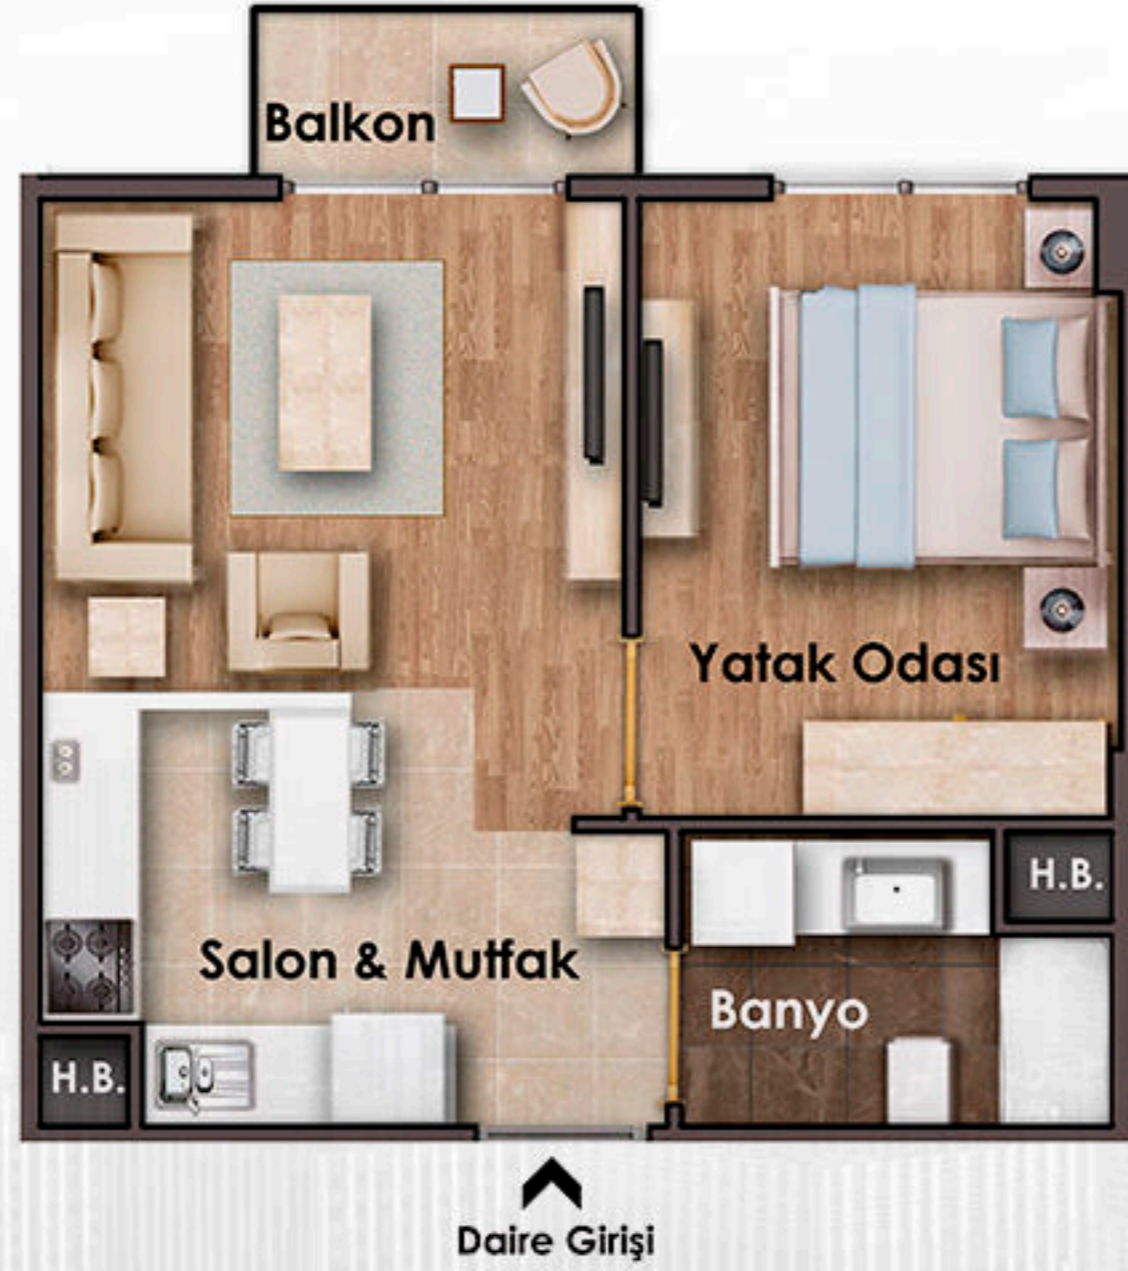 Balkon
Yatak Odası
H.B.
Salon & Mutfak
Banyo
H.B.
Daire Girişi